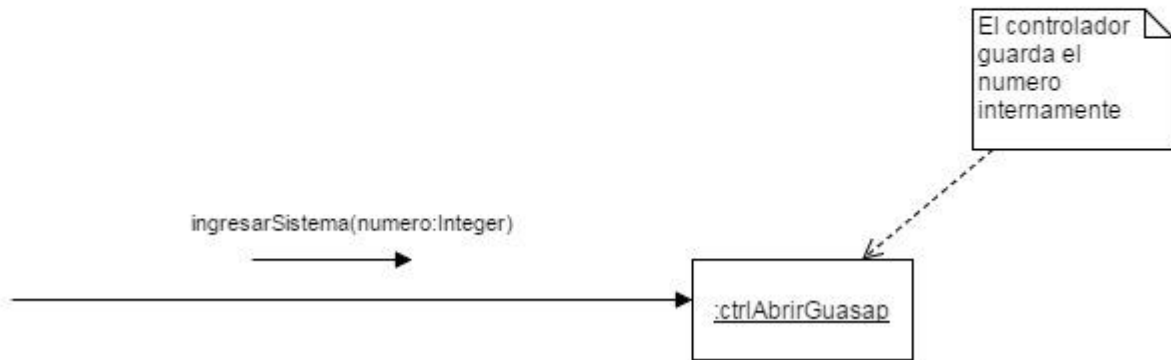 El controlador
guarda el
numero
internamente
ingresarSistema(numero:Integer)
:ctrlAbrirGuasap